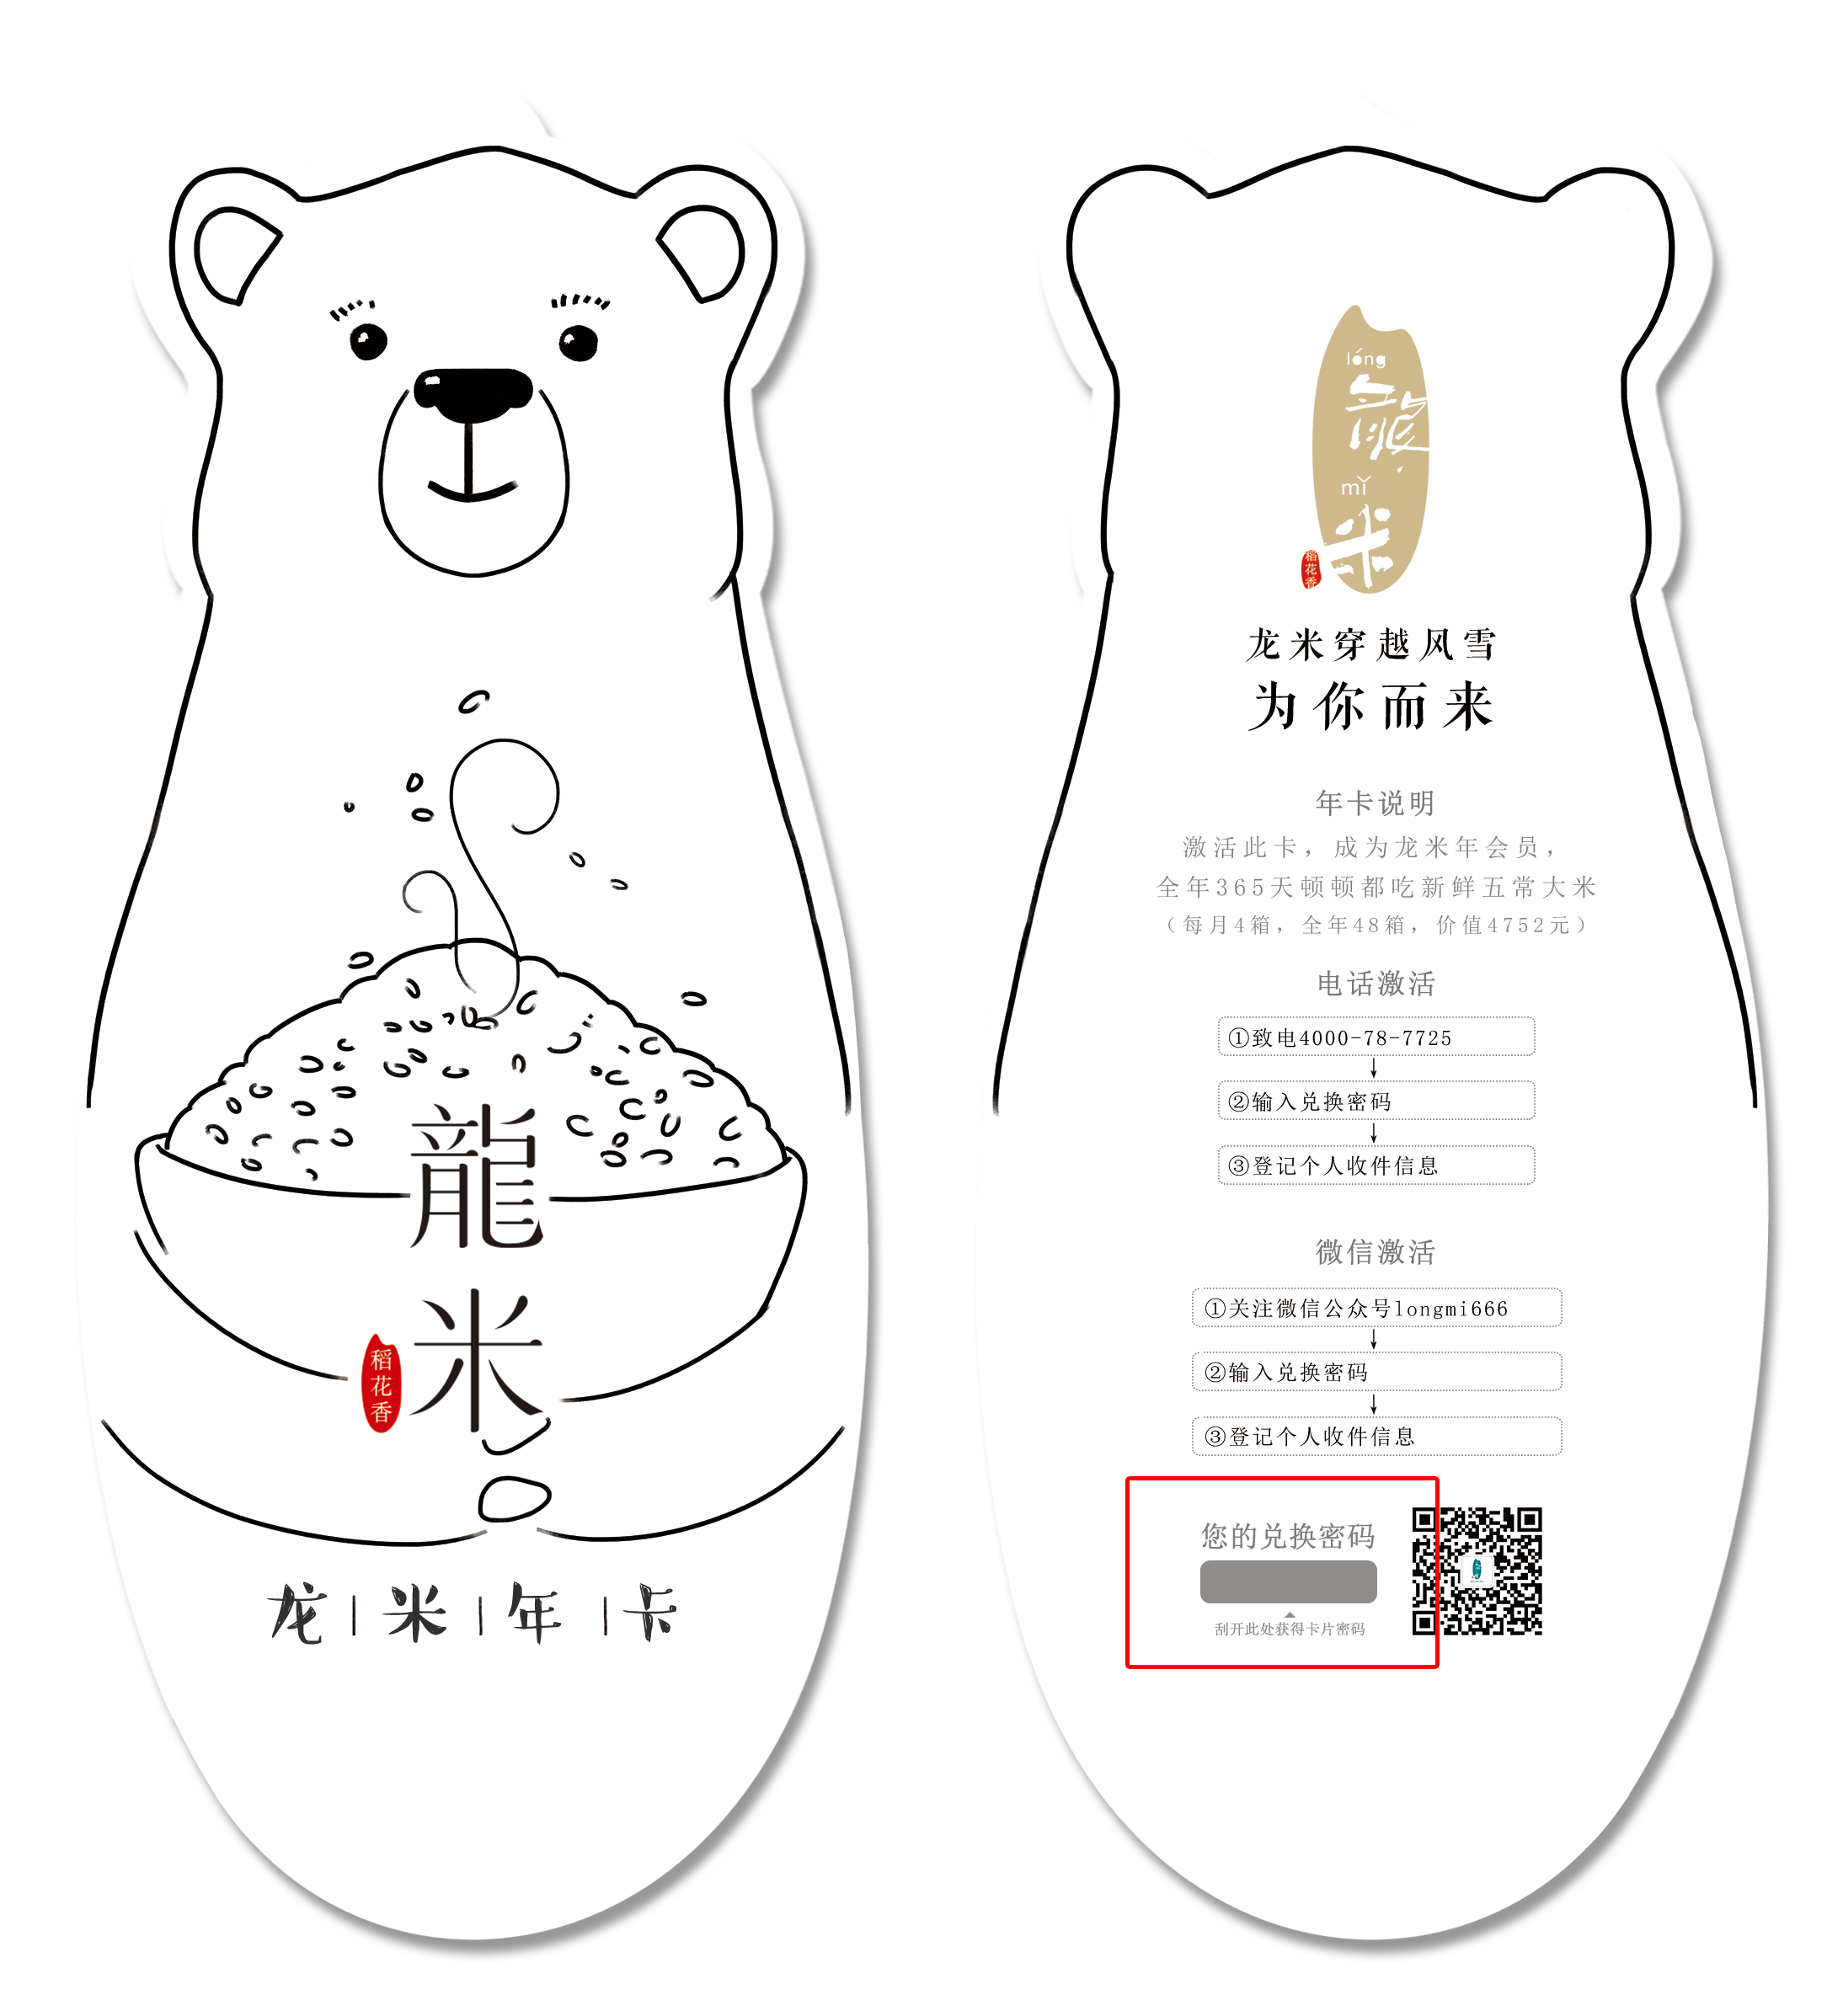 龍
米
稻花香
龙|米|年|卡
lóng
龍
mǐ
米
稻花香
龙米穿越风雪
为你而来
年卡说明
激活此卡，成为龙米年会员，
全年365天顿顿都吃新鲜五常大米
（每月4箱，全年48箱，价值4752元）
电话激活
①致电4000-78-7725
②输入兑换密码
③登记个人收件信息
微信激活
①关注微信公众号longmi666
②输入兑换密码
③登记个人收件信息
您的兑换密码
刮开此处获得卡片密码